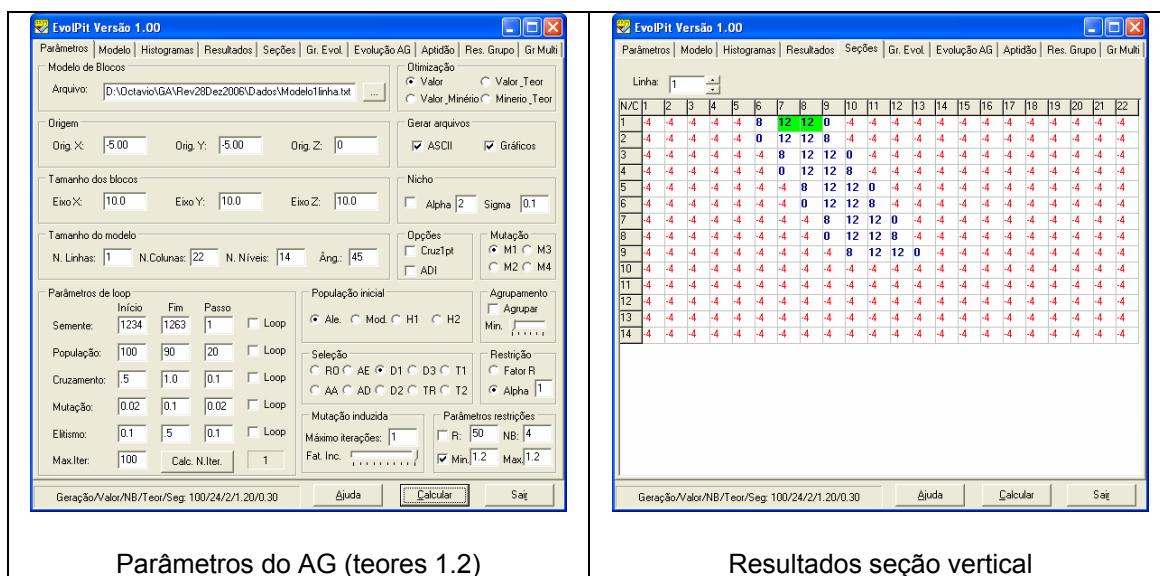 EvolPit Versão 1.00
Parâmetros Modelo Histogramas Resultados Seções Gr. Evol. Evolução AG Aptidão Res. Grupo Gr Multi
Modelo de Blocos
Arquivo: D:\Octavio\GA\Rev28Dez2006\Dados\Modelo1linha.txt ...
Otimização
Valor Valor_Teor
Valor_Minério Minerio_Teor
Origem
Orig. X: -5.00 Orig. Y: -5.00 Orig. Z: 0
Gerar arquivos
ASCII Gráficos
Tamanho dos blocos
Eixo X: 10.0 Eixo Y: 10.0 Eixo Z: 10.0
Nicho
Alpha 2 Sigma 0.1
Tamanho do modelo
N. Linhas: 1 N.Colunas: 22 N. Níveis: 14 Âng.: 45
Opções
Cruz1pt
ADI
Mutação
M1 M3
M2 M4
Parâmetros de loop
Início Fim Passo
Semente: 1234 1263 1 Loop
População: 100 90 20 Loop
Cruzamento: .5 1.0 0.1 Loop
Mutação: 0.02 0.1 0.02 Loop
Elitismo: 0.1 .5 0.1 Loop
Max.Iter: 100 Calc. N.Iter. 1
População inicial
Ale. Mod. H1 H2
Agrupamento
Agrupar
Min.
Seleção
RO AE D1 D3 T1
AA AD D2 TR T2
Restrição
Fator R
Alpha 1
Mutação induzida
Máximo iterações: 1
Fat. Inc.
Parâmetros restrições
R: 50 NB: 4
Min. 1.2 Max. 1.2
Geração/Valor/NB/Teor/Seg: 100/24/2/1.20/0.30 Ajuda Calcular Sair
Parâmetros do AG (teores 1.2)
EvolPit Versão 1.00
Parâmetros Modelo Histogramas Resultados Seções Gr. Evol. Evolução AG Aptidão Res. Grupo Gr Multi
Linha: 1
N/C 1 2 3 4 5 6 7 8 9 10 11 12 13 14 15 16 17 18 19 20 21 22
1 -4 -4 -4 -4 -4 8 12 12 0 -4 -4 -4 -4 -4 -4 -4 -4 -4 -4 -4 -4 -4
2 -4 -4 -4 -4 -4 0 12 12 8 -4 -4 -4 -4 -4 -4 -4 -4 -4 -4 -4 -4 -4
3 -4 -4 -4 -4 -4 -4 8 12 12 0 -4 -4 -4 -4 -4 -4 -4 -4 -4 -4 -4 -4
4 -4 -4 -4 -4 -4 -4 0 12 12 8 -4 -4 -4 -4 -4 -4 -4 -4 -4 -4 -4 -4
5 -4 -4 -4 -4 -4 -4 -4 8 12 12 0 -4 -4 -4 -4 -4 -4 -4 -4 -4 -4 -4
6 -4 -4 -4 -4 -4 -4 -4 0 12 12 8 -4 -4 -4 -4 -4 -4 -4 -4 -4 -4 -4
7 -4 -4 -4 -4 -4 -4 -4 -4 8 12 12 0 -4 -4 -4 -4 -4 -4 -4 -4 -4 -4
8 -4 -4 -4 -4 -4 -4 -4 -4 0 12 12 8 -4 -4 -4 -4 -4 -4 -4 -4 -4 -4
9 -4 -4 -4 -4 -4 -4 -4 -4 -4 8 12 12 0 -4 -4 -4 -4 -4 -4 -4 -4 -4
10 -4 -4 -4 -4 -4 -4 -4 -4 -4 -4 -4 -4 -4 -4 -4 -4 -4 -4 -4 -4 -4 -4
11 -4 -4 -4 -4 -4 -4 -4 -4 -4 -4 -4 -4 -4 -4 -4 -4 -4 -4 -4 -4 -4 -4
12 -4 -4 -4 -4 -4 -4 -4 -4 -4 -4 -4 -4 -4 -4 -4 -4 -4 -4 -4 -4 -4 -4
13 -4 -4 -4 -4 -4 -4 -4 -4 -4 -4 -4 -4 -4 -4 -4 -4 -4 -4 -4 -4 -4 -4
14 -4 -4 -4 -4 -4 -4 -4 -4 -4 -4 -4 -4 -4 -4 -4 -4 -4 -4 -4 -4 -4 -4
Geração/Valor/NB/Teor/Seg: 100/24/2/1.20/0.30 Ajuda Calcular Sair
Resultados seção vertical